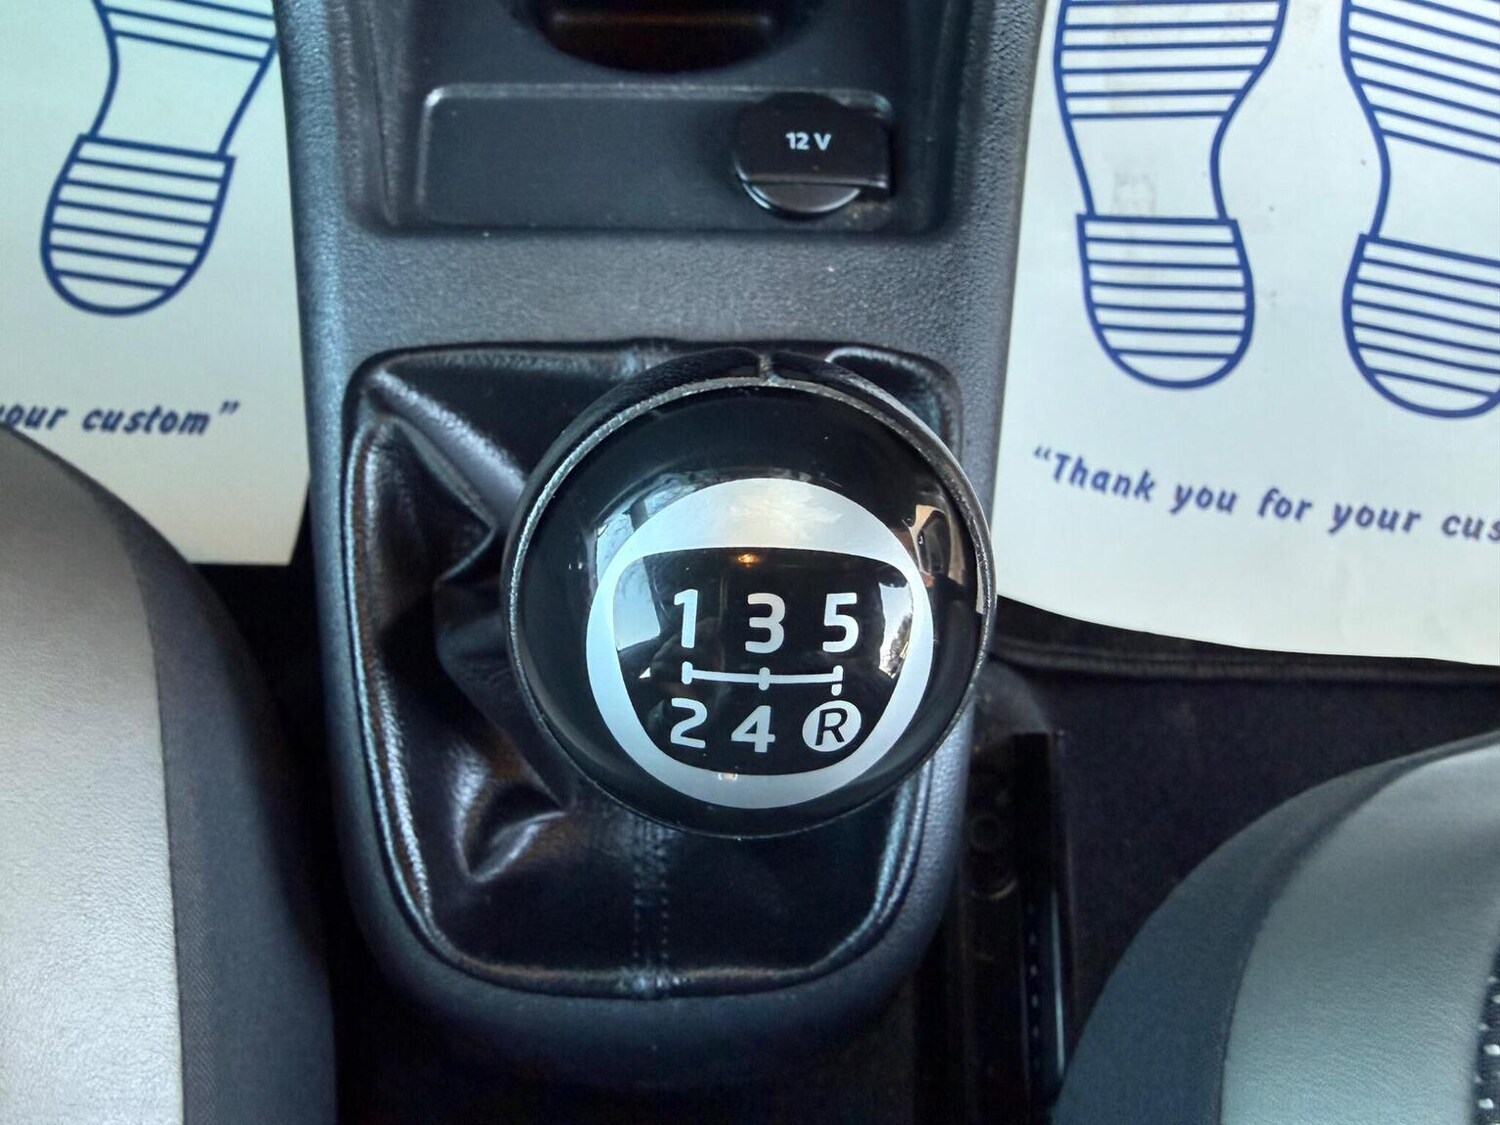 12 V
our custom”
“Thank you for your cus
1 3 5
2 4 R